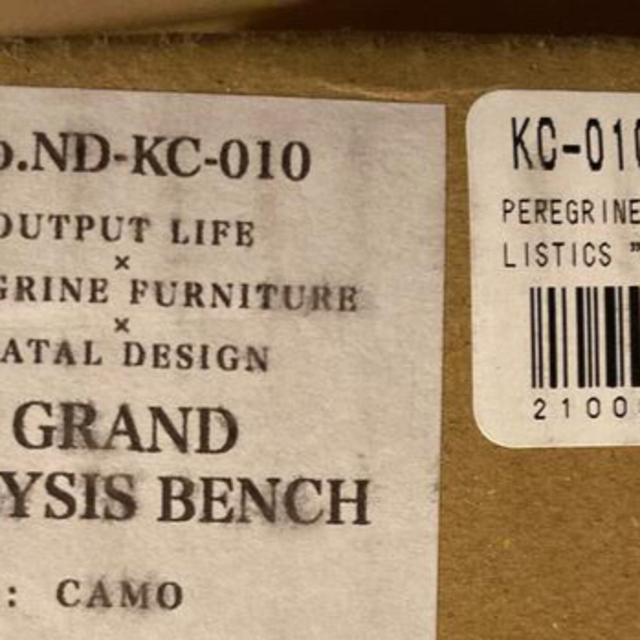 o.ND-KC-010
OUTPUT LIFE
×
GRINE FURNITURE
×
ATAL DESIGN
GRAND
YSIS BENCH
: CAMO
KC-010
PEREGRINE
LISTICS "
2100